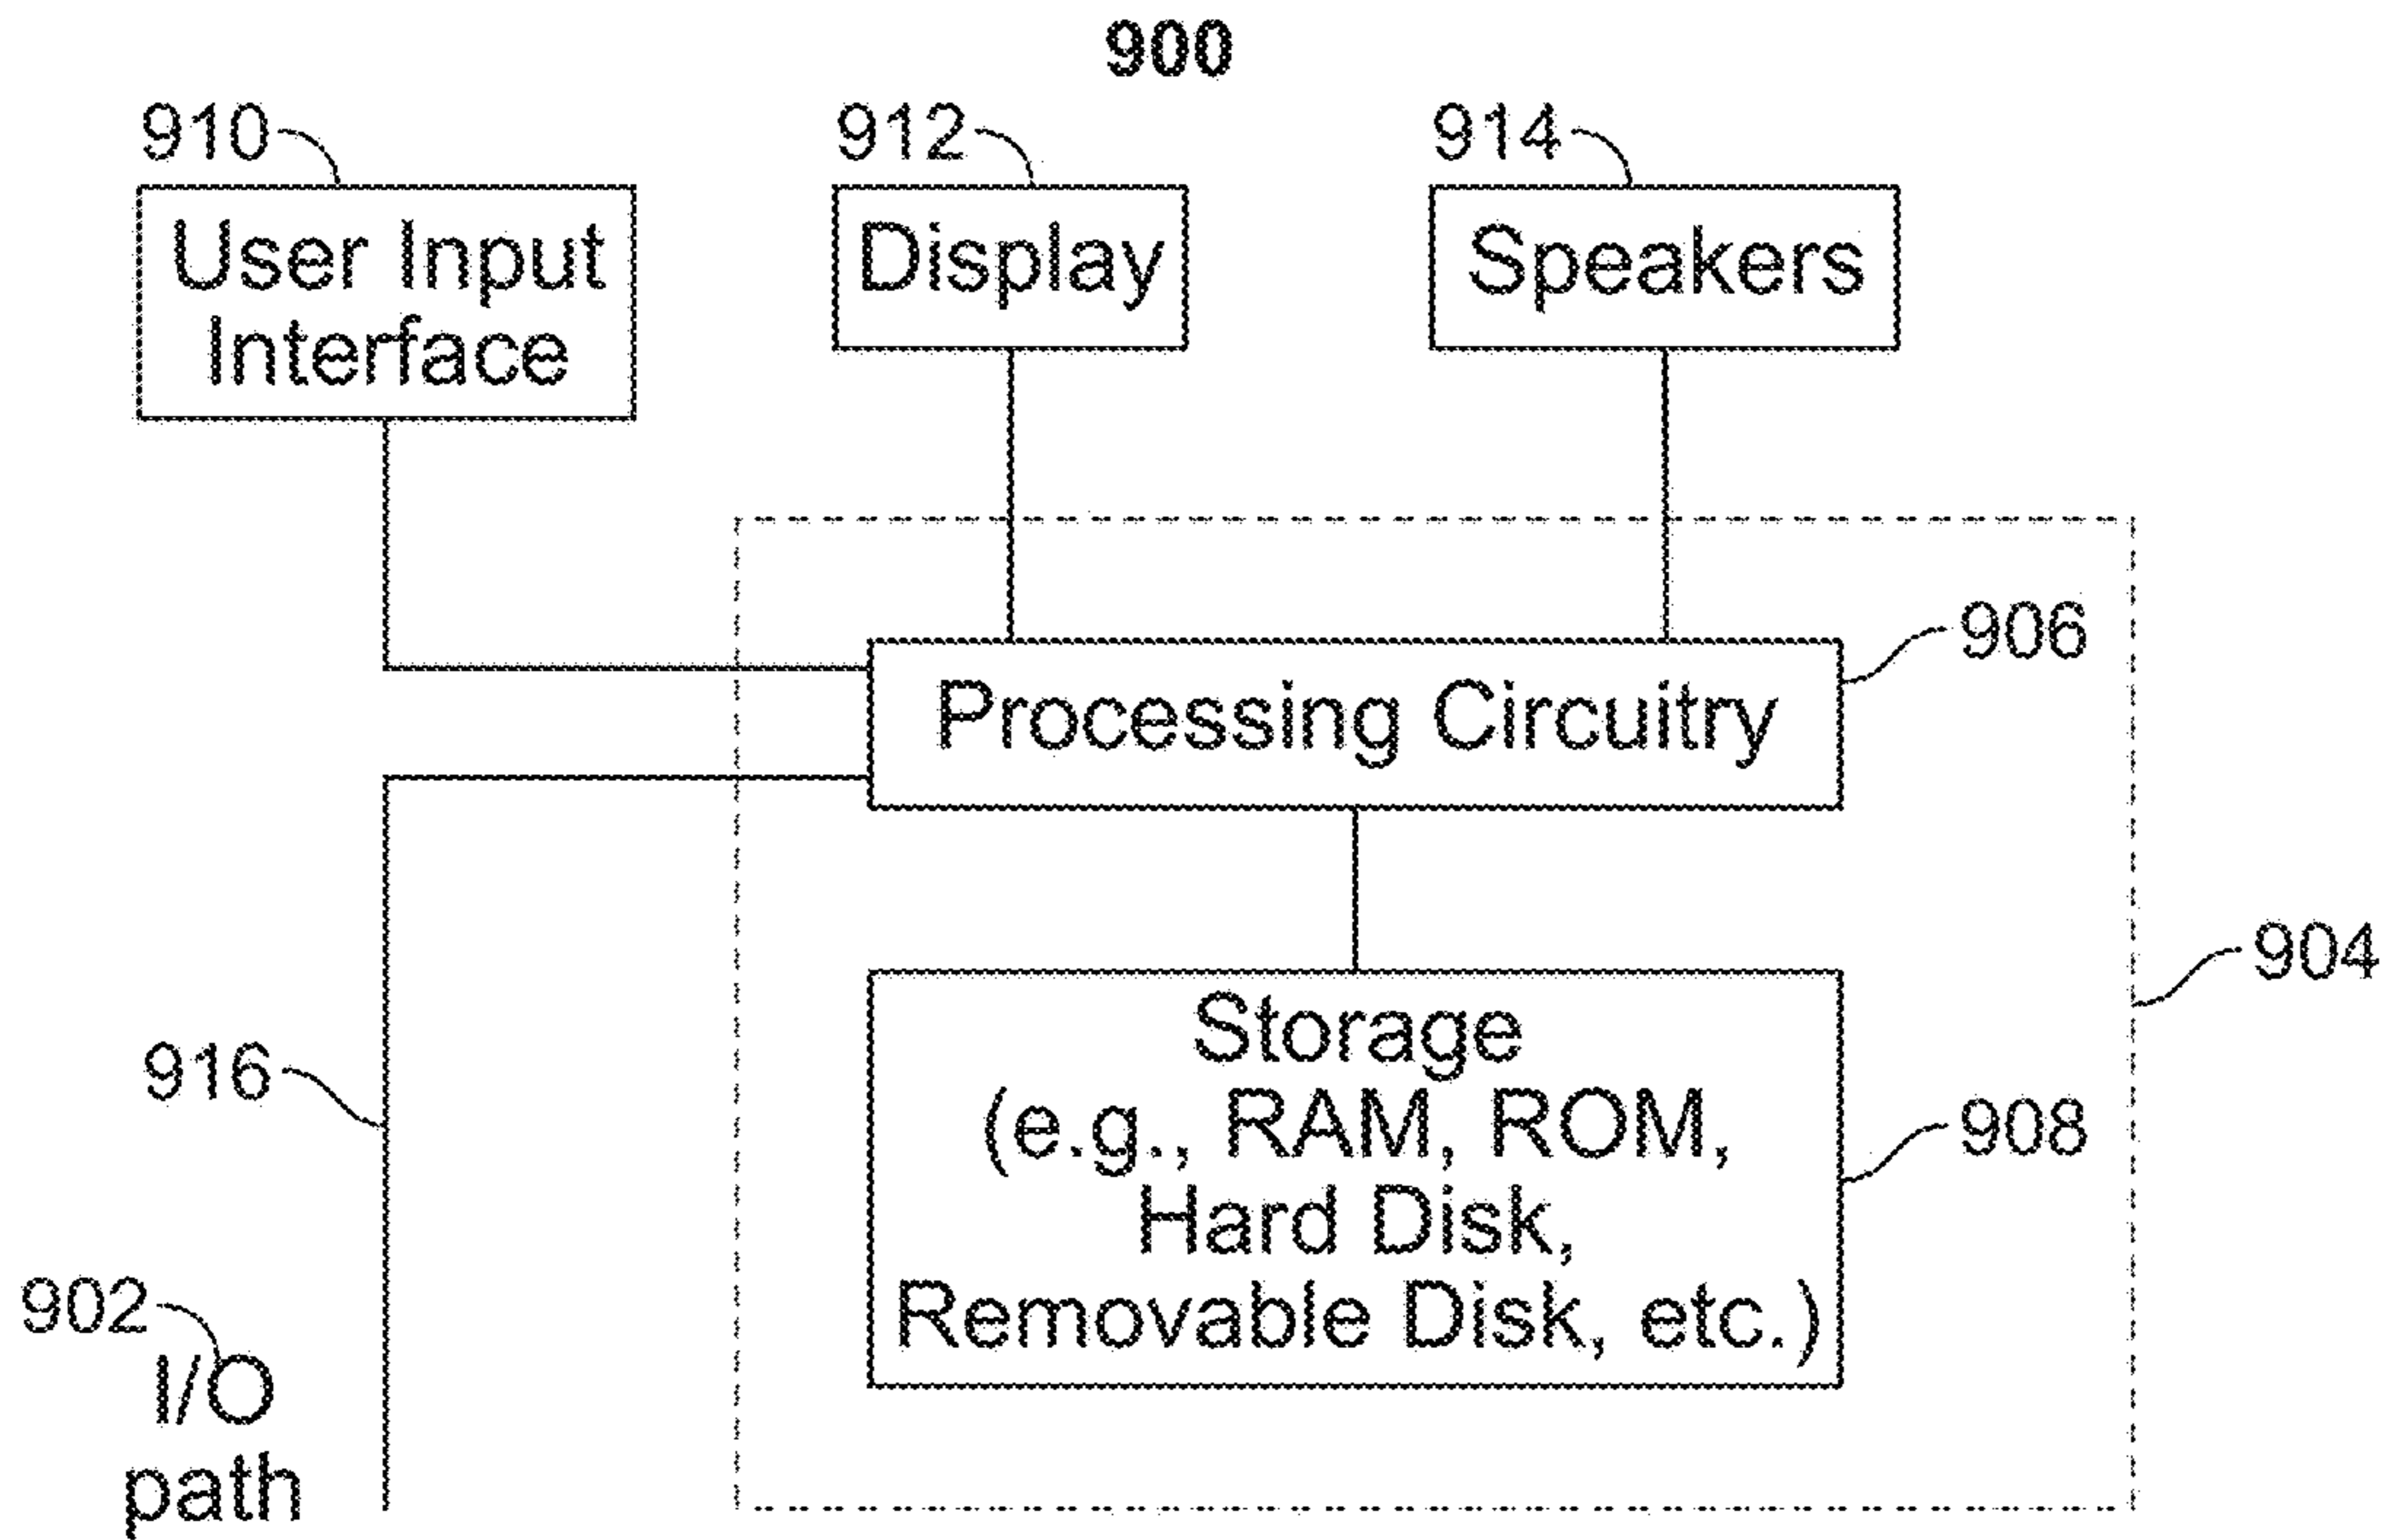 900
910
912
914
User Input
Interface
Display
Speakers
906
Processing Circuitry
904
Storage
(e.g., RAM, ROM,
Hard Disk,
Removable Disk, etc.)
916
908
902
I/O
path